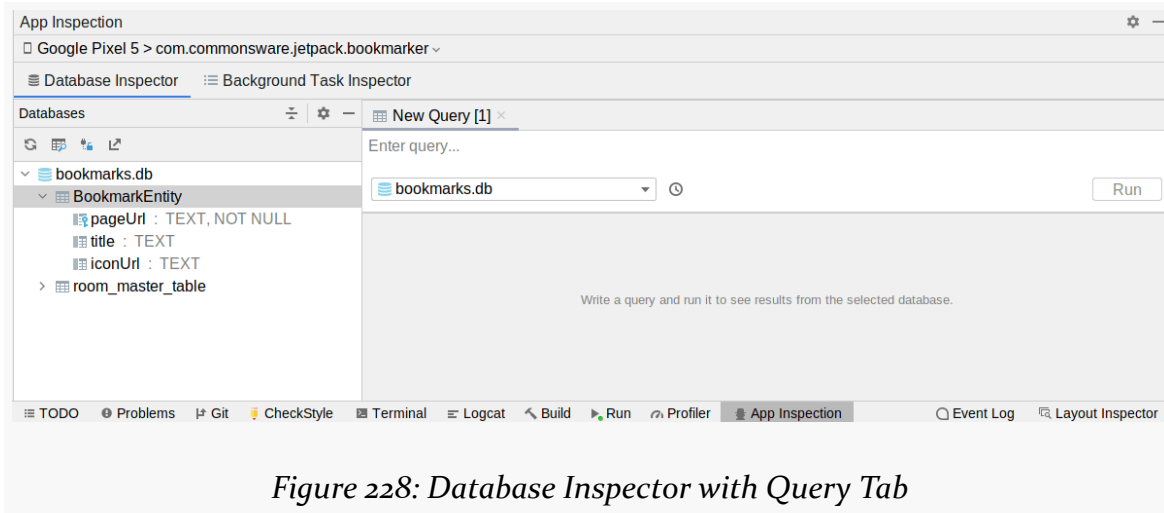 App Inspection
Google Pixel 5 > com.commonsware.jetpack.bookmarker
Database Inspector
Background Task Inspector
Databases
New Query [1]
Enter query...
bookmarks.db
Run
bookmarks.db
BookmarkEntity
pageUrl : TEXT, NOT NULL
title : TEXT
iconUrl : TEXT
room_master_table
Write a query and run it to see results from the selected database.
TODO Problems Git CheckStyle Terminal Logcat Build Run Profiler App Inspection Event Log Layout Inspector
Figure 228: Database Inspector with Query Tab